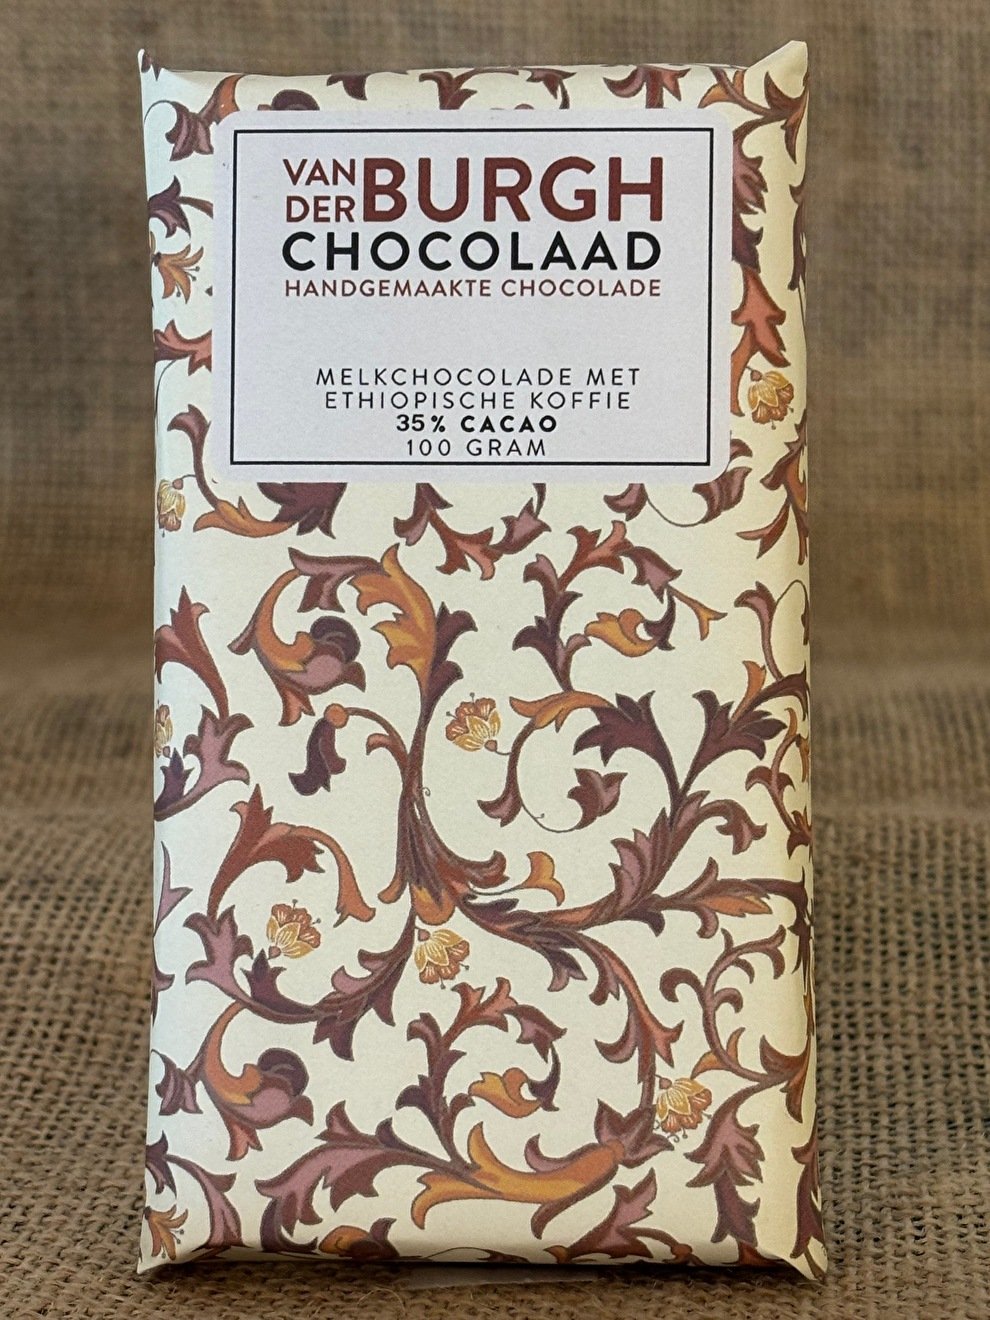 VAN DER BURGH
CHOCOLAAD
HANDGEMAAKTE CHOCOLADE
MELKCHOCOLADE MET
ETHIOPISCHE KOFFIE
35% CACAO
100 GRAM